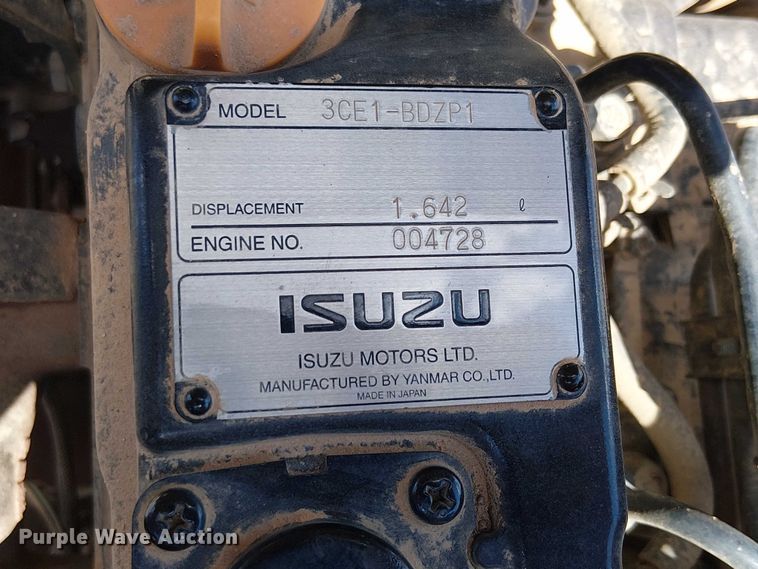 MODEL 3CE1-BDZP1
DISPLACEMENT 1.642 ℓ
ENGINE NO. 004728
ISUZU
ISUZU MOTORS LTD.
MANUFACTURED BY YANMAR CO.,LTD.
MADE IN JAPAN
Purple Wave Auction